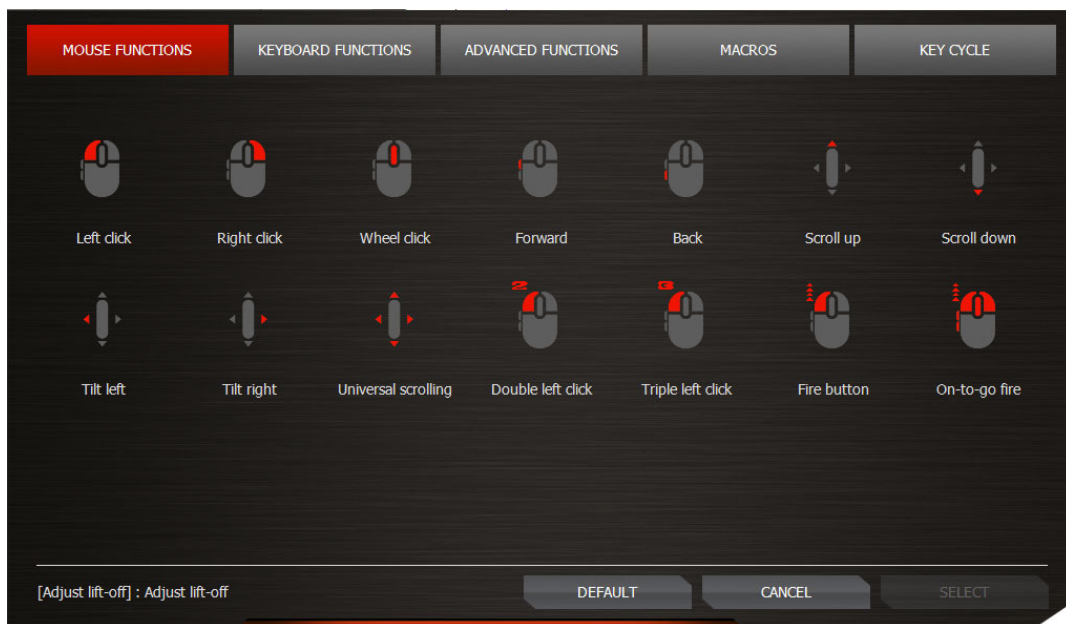 MOUSE FUNCTIONS
KEYBOARD FUNCTIONS
ADVANCED FUNCTIONS
MACROS
KEY CYCLE
Left click
Right click
Wheel click
Forward
Back
Scroll up
Scroll down
2
3
Tilt left
Tilt right
Universal scrolling
Double left click
Triple left click
Fire button
On-to-go fire
[Adjust lift-off] : Adjust lift-off
DEFAULT
CANCEL
SELECT